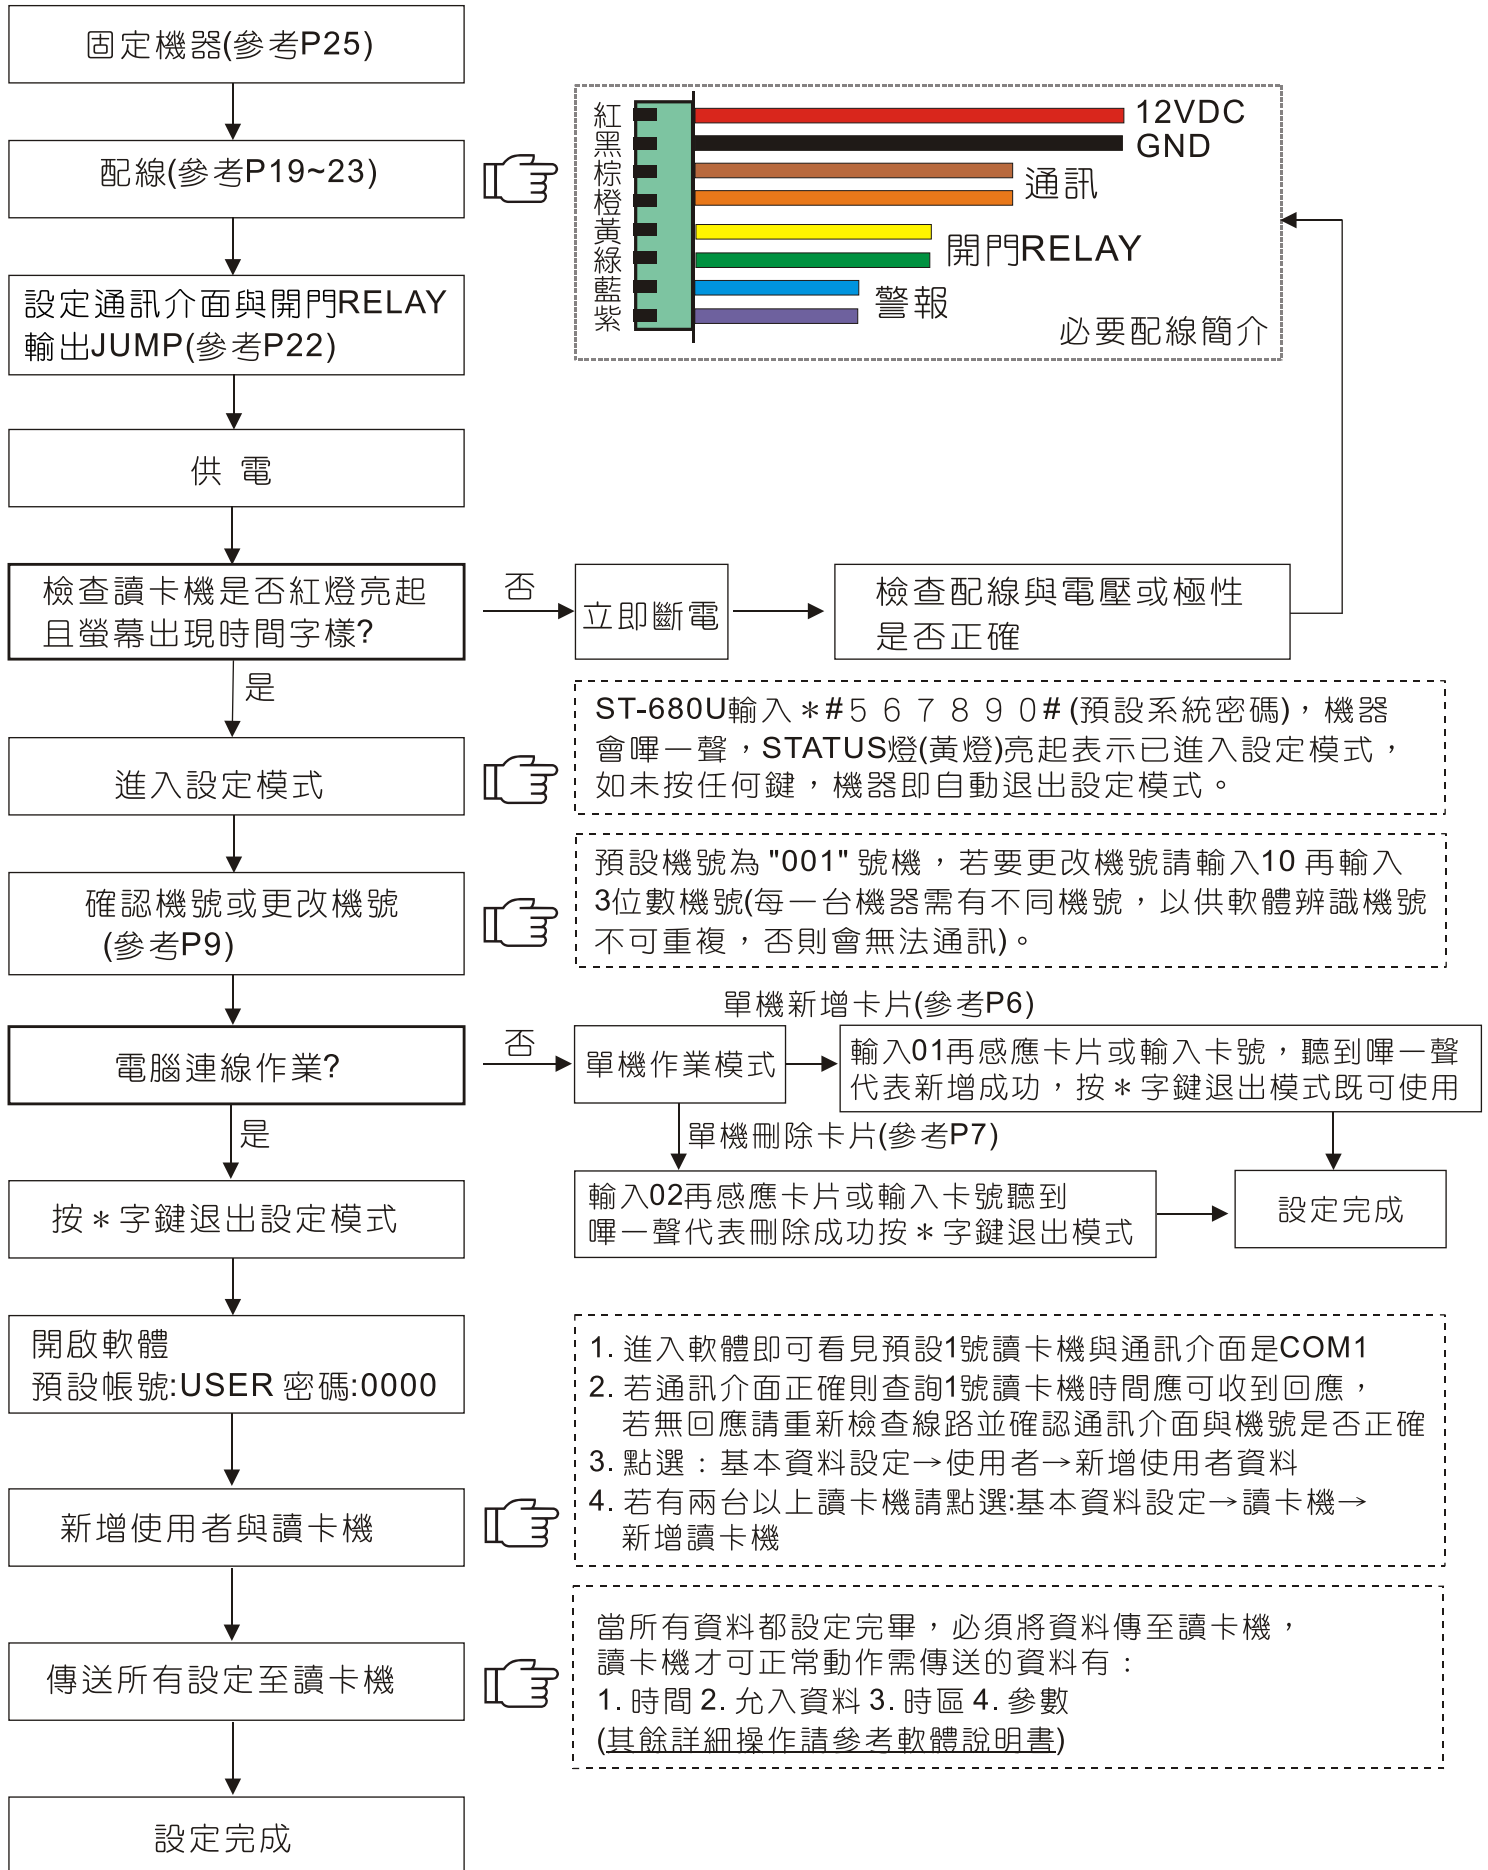 固定機器(參考P25)
配線(參考P19~23)
紅
黑
棕
橙
黃
綠
藍
紫
12VDC
GND
通訊
開門RELAY
警報
必要配線簡介
設定通訊介面與開門RELAY
輸出JUMP(參考P22)
供 電
檢查讀卡機是否紅燈亮起
且螢幕出現時間字樣?
否
立即斷電
檢查配線與電壓或極性
是否正確
是
進入設定模式
ST-680U輸入＊#５６７８９０# (預設系統密碼)，機器
會嗶一聲，STATUS燈(黃燈)亮起表示已進入設定模式，
如未按任何鍵，機器即自動退出設定模式。
確認機號或更改機號
(參考P9)
預設機號為 "001" 號機，若要更改機號請輸入10 再輸入
3位數機號(每一台機器需有不同機號，以供軟體辨識機號
不可重複，否則會無法通訊)。
電腦連線作業?
否
單機作業模式
單機新增卡片(參考P6)
輸入01再感應卡片或輸入卡號，聽到嗶一聲
代表新增成功，按＊字鍵退出模式既可使用
是
單機刪除卡片(參考P7)
輸入02再感應卡片或輸入卡號聽到
嗶一聲代表刪除成功按＊字鍵退出模式
設定完成
按＊字鍵退出設定模式
開啟軟體
預設帳號:USER 密碼:0000
1. 進入軟體即可看見預設1號讀卡機與通訊介面是COM1
2. 若通訊介面正確則查詢1號讀卡機時間應可收到回應，
若無回應請重新檢查線路並確認通訊介面與機號是否正確
3. 點選：基本資料設定→使用者→新增使用者資料
4. 若有兩台以上讀卡機請點選:基本資料設定→讀卡機→
新增讀卡機
新增使用者與讀卡機
傳送所有設定至讀卡機
當所有資料都設定完畢，必須將資料傳至讀卡機，
讀卡機才可正常動作需傳送的資料有：
1. 時間 2. 允入資料 3. 時區 4. 參數
(其餘詳細操作請參考軟體說明書)
設定完成